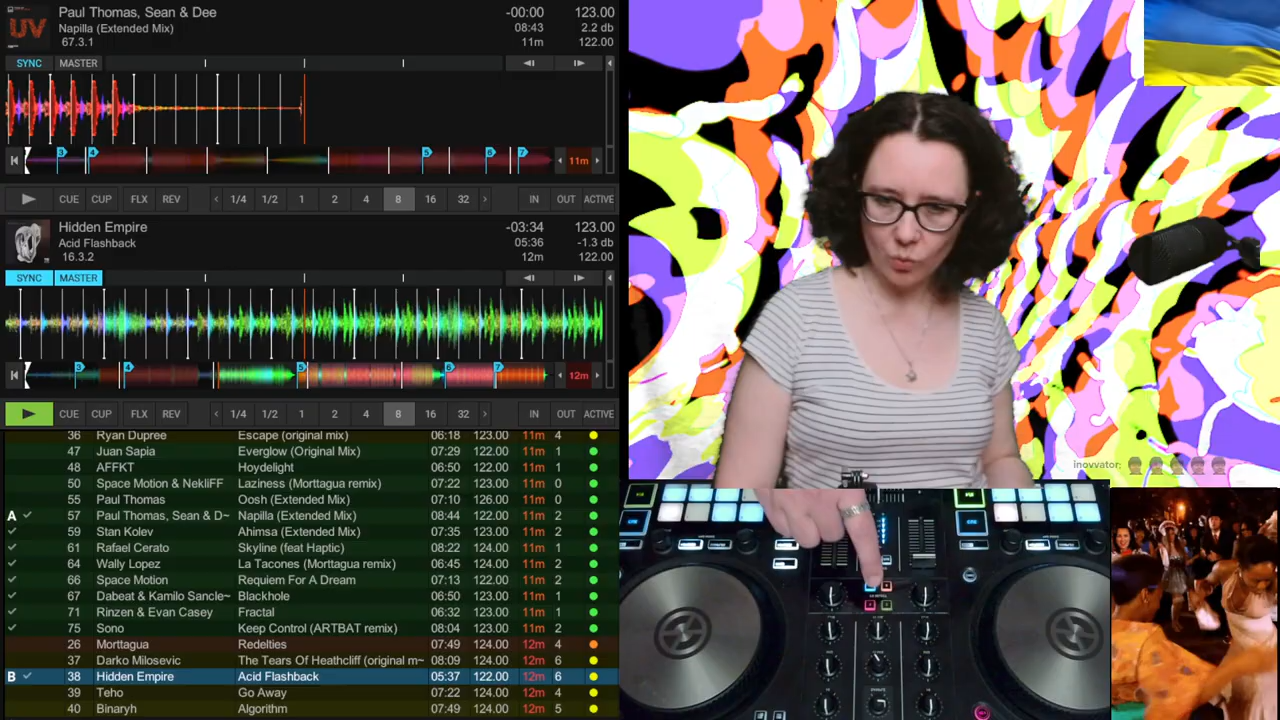 UV
Paul Thomas, Sean & Dee
Napilla (Extended Mix)
67.3.1
-00:00 123.00
08:43 2.2 db
11m 122.00
SYNC MASTER
3 4 5 6 7 11m
CUE CUP FLX REV 1/4 1/2 1 2 4 8 16 32 IN OUT ACTIVE
Hidden Empire
Acid Flashback
16.3.2
-03:34 123.00
05:36 -1.3 db
12m 122.00
SYNC MASTER
3 4 5 6 7 12m
CUE CUP FLX REV 1/4 1/2 1 2 4 8 16 32 IN OUT ACTIVE
36 Ryan Dupree Escape (original mix) 06:18 123.00 11m 4
47 Juan Sapia Everglow (Original Mix) 07:29 123.00 11m 1
48 AFFKT Hoydelight 06:50 122.00 11m 1
50 Space Motion & NekliFF Laziness (Morttagua remix) 07:22 123.00 11m 0
55 Paul Thomas Oosh (Extended Mix) 07:10 126.00 11m 0
A 57 Paul Thomas, Sean & D~ Napilla (Extended Mix) 08:44 122.00 11m 2
59 Stan Kolev Ahimsa (Extended Mix) 07:35 123.00 11m 2
61 Rafael Cerato Skyline (feat Haptic) 08:22 124.00 11m 1
64 Wally Lopez La Tacones (Morttagua remix) 06:45 124.00 11m 2
66 Space Motion Requiem For A Dream 07:13 122.00 11m 2
67 Dabeat & Kamilo Sancle~ Blackhole 06:50 122.00 11m 1
71 Rinzen & Evan Casey Fractal 06:32 122.00 11m 1
75 Sono Keep Control (ARTBAT remix) 08:04 123.00 11m 2
26 Morttagua Redelties 07:49 124.00 12m 4
37 Darko Milosevic The Tears Of Heathcliff (original m~ 08:09 123.00 12m 6
B 38 Hidden Empire Acid Flashback 05:37 122.00 12m 6
39 Teho Go Away 07:22 124.00 12m 4
40 Binaryh Algorithm 07:49 124.00 12m 5
inovvator: